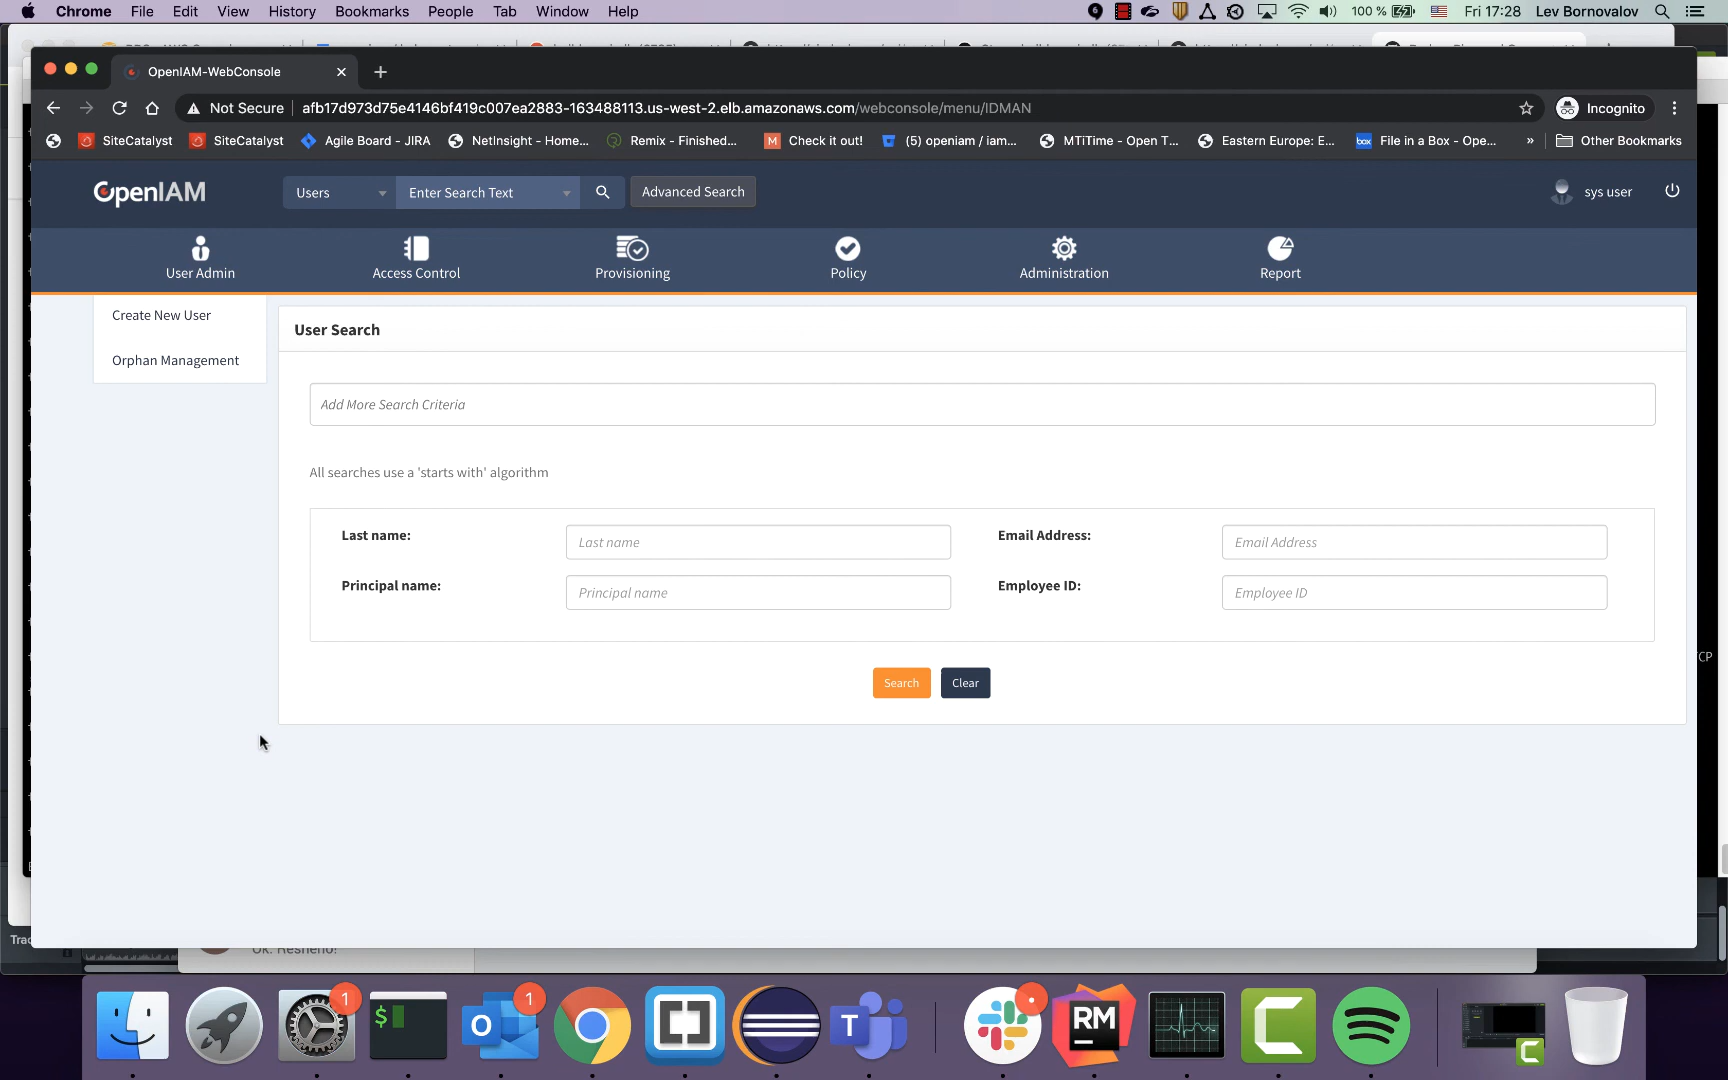 Chrome File Edit View History Bookmarks People Tab Window Help 100 % Fri 17:28 Lev Bornovalov
OpenIAM-WebConsole
Not Secure afb17d973d75e4146bf419c007ea2883-163488113.us-west-2.elb.amazonaws.com/webconsole/menu/IDMAN Incognito
SiteCatalyst SiteCatalyst Agile Board - JIRA NetInsight - Home... Remix - Finished... Check it out! (5) openiam / iam... MTiTime - Open T... Eastern Europe: E... File in a Box - Ope... » Other Bookmarks
OpenIAM Users Enter Search Text Advanced Search sys user
User Admin Access Control Provisioning Policy Administration Report
Create New User
Orphan Management
User Search
Add More Search Criteria
All searches use a 'starts with' algorithm
Last name: Last name Email Address: Email Address
Principal name: Principal name Employee ID: Employee ID
Search Clear